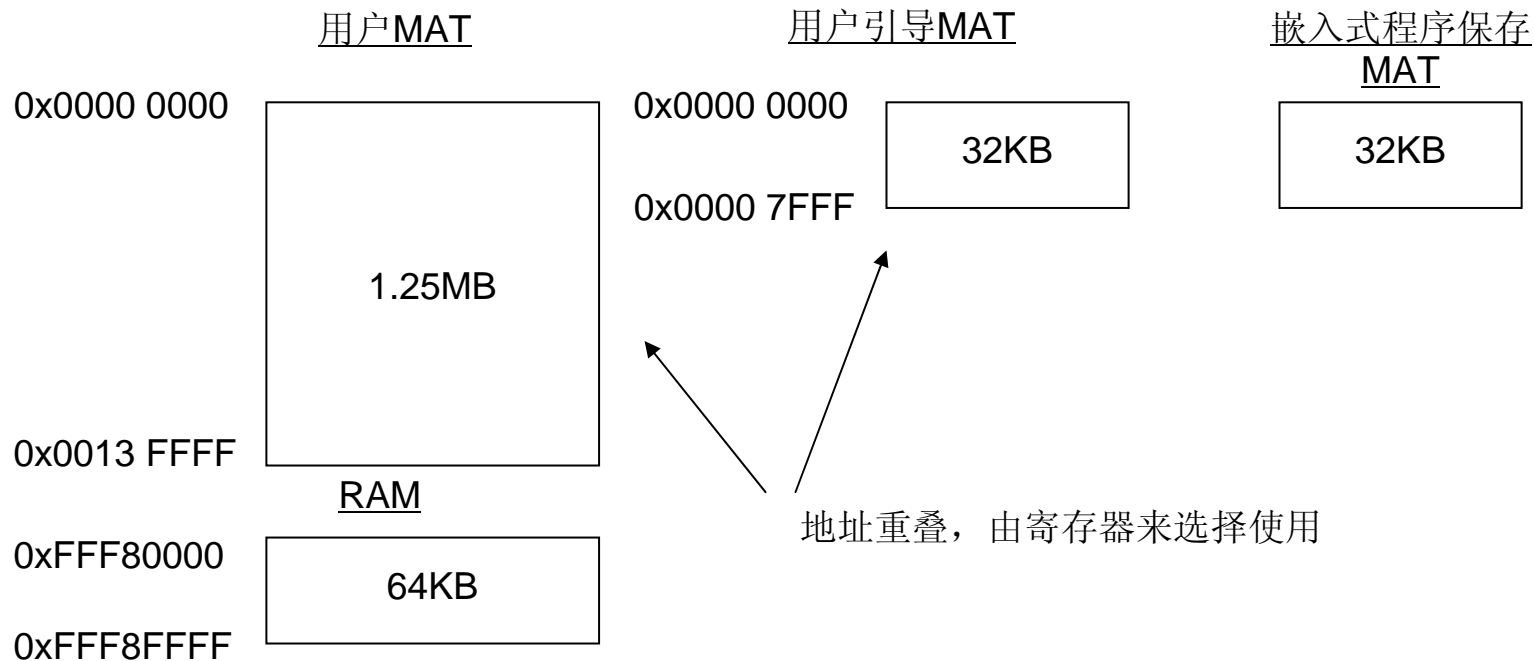 用户MAT
0x0000 0000
1.25MB
0x0013 FFFF
RAM
0xFFF80000
64KB
0xFFF8FFFF
用户引导MAT
0x0000 0000
32KB
0x0000 7FFF
嵌入式程序保存
MAT
32KB
地址重叠，由寄存器来选择使用